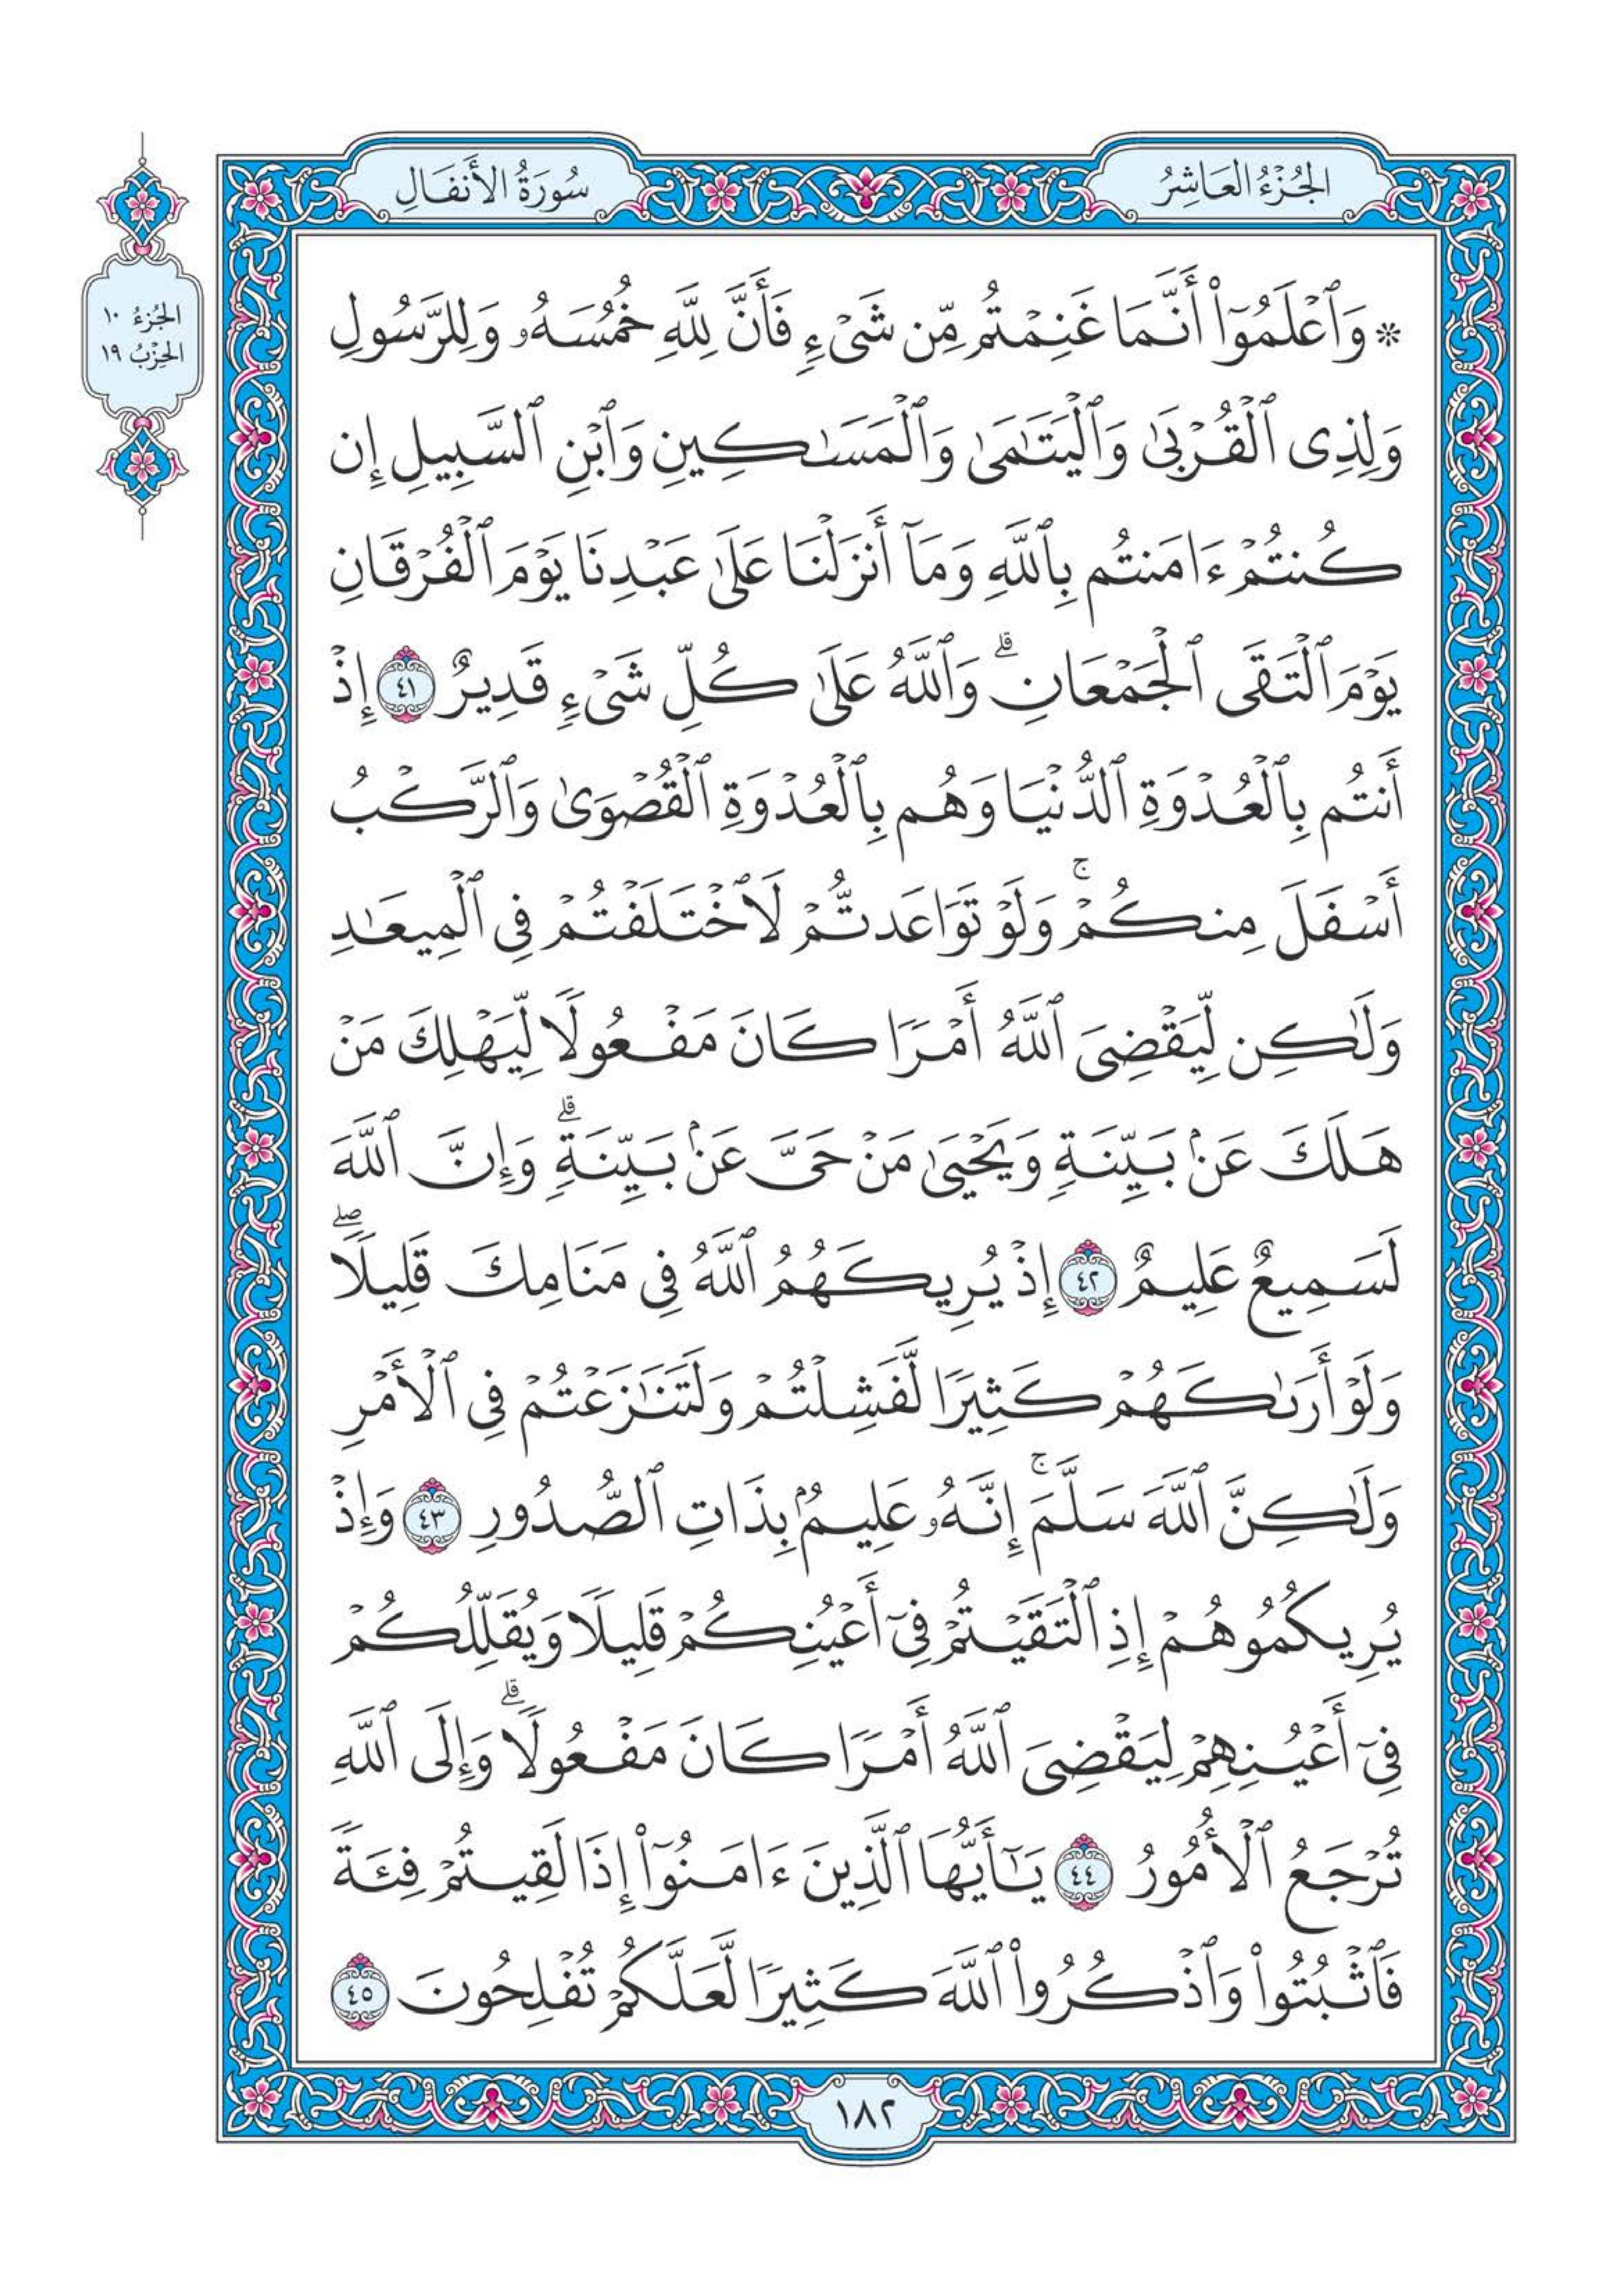 الجُزْءُ العَاشِرُ
سُورَةُ الأَنفَالِ
الجُزءُ ١٠
الحِزْبُ ١٩
* وَٱعۡلَمُوٓاْ أَنَّمَا غَنِمۡتُم مِّن شَيۡءٖ فَأَنَّ لِلَّهِ خُمُسَهُۥ وَلِلرَّسُولِ
وَلِذِي ٱلۡقُرۡبَىٰ وَٱلۡيَتَٰمَىٰ وَٱلۡمَسَٰكِينِ وَٱبۡنِ ٱلسَّبِيلِ إِن
كُنتُمۡ ءَامَنتُم بِٱللَّهِ وَمَآ أَنزَلۡنَا عَلَىٰ عَبۡدِنَا يَوۡمَ ٱلۡفُرۡقَانِ
يَوۡمَ ٱلۡتَقَى ٱلۡجَمۡعَانِۗ وَٱللَّهُ عَلَىٰ كُلِّ شَيۡءٖ قَدِيرٌ ٤١ إِذۡ
أَنتُم بِٱلۡعُدۡوَةِ ٱلدُّنۡيَا وَهُم بِٱلۡعُدۡوَةِ ٱلۡقُصۡوَىٰ وَٱلرَّكۡبُ
أَسۡفَلَ مِنكُمۡۚ وَلَوۡ تَوَاعَدتُّمۡ لَٱخۡتَلَفۡتُمۡ فِي ٱلۡمِيعَٰدِ
وَلَٰكِن لِّيَقۡضِيَ ٱللَّهُ أَمۡرٗا كَانَ مَفۡعُولٗا لِّيَهۡلِكَ مَنۡ
هَلَكَ عَنۢ بَيِّنَةٖ وَيَحۡيَىٰ مَنۡ حَيَّ عَنۢ بَيِّنَةٖۗ وَإِنَّ ٱللَّهَ
لَسَمِيعٌ عَلِيمٌ ٤٢ إِذۡ يُرِيكَهُمُ ٱللَّهُ فِي مَنَامِكَ قَلِيلٗاۖ
وَلَوۡ أَرَىٰكَهُمۡ كَثِيرٗا لَّفَشِلۡتُمۡ وَلَتَنَٰزَعۡتُمۡ فِي ٱلۡأَمۡرِ
وَلَٰكِنَّ ٱللَّهَ سَلَّمَۚ إِنَّهُۥ عَلِيمُۢ بِذَاتِ ٱلصُّدُورِ ٤٣ وَإِذۡ
يُرِيكُمُوهُمۡ إِذِ ٱلۡتَقَيۡتُمۡ فِيٓ أَعۡيُنِكُمۡ قَلِيلٗا وَيُقَلِّلُكُمۡ
فِيٓ أَعۡيُنِهِمۡ لِيَقۡضِيَ ٱللَّهُ أَمۡرٗا كَانَ مَفۡعُولٗاۗ وَإِلَى ٱللَّهِ
تُرۡجَعُ ٱلۡأُمُورُ ٤٤ يَٰٓأَيُّهَا ٱلَّذِينَ ءَامَنُوٓاْ إِذَا لَقِيتُمۡ فِئَةٗ
فَٱثۡبُتُواْ وَٱذۡكُرُواْ ٱللَّهَ كَثِيرٗا لَّعَلَّكُمۡ تُفۡلِحُونَ ٤٥
١٨٢